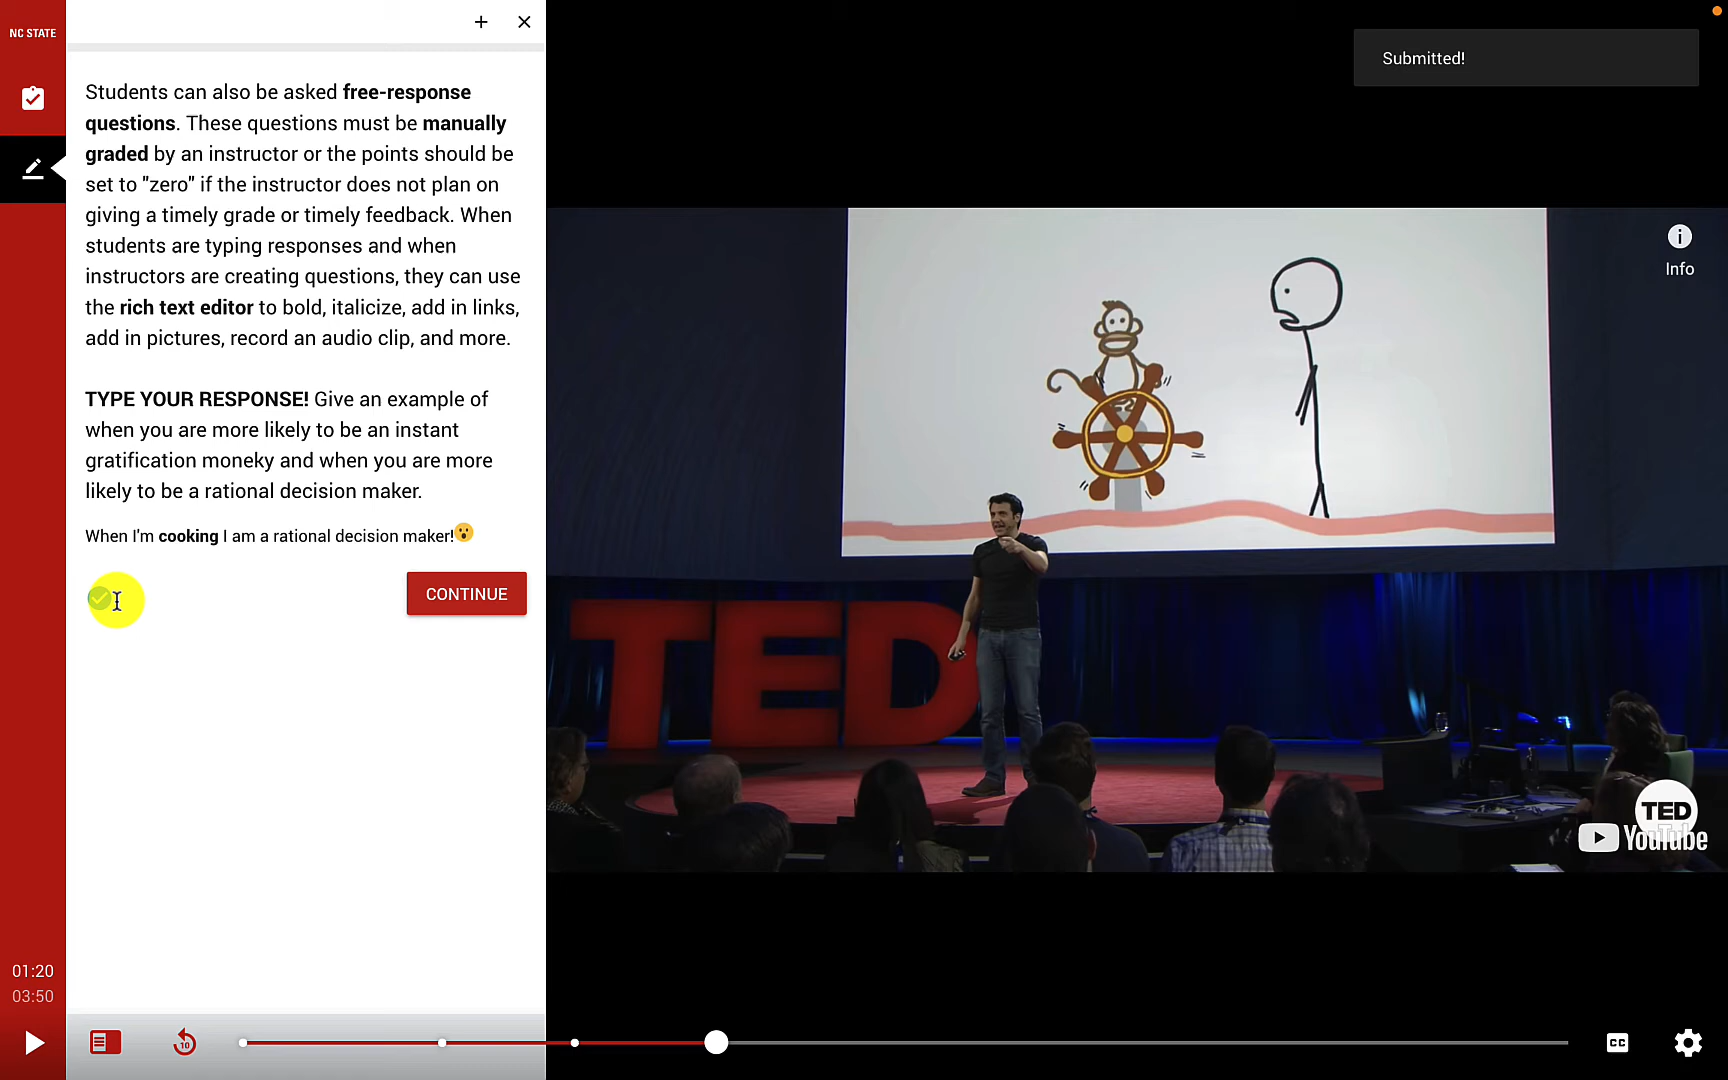 NC STATE
Submitted!
Students can also be asked free-response
questions. These questions must be manually
graded by an instructor or the points should be
set to "zero" if the instructor does not plan on
giving a timely grade or timely feedback. When
students are typing responses and when
instructors are creating questions, they can use
the rich text editor to bold, italicize, add in links,
add in pictures, record an audio clip, and more.
TYPE YOUR RESPONSE! Give an example of
when you are more likely to be an instant
gratification moneky and when you are more
likely to be a rational decision maker.
When I'm cooking I am a rational decision maker!
CONTINUE
Info
TED
TED
YouTube
01:20
03:50
10
CC